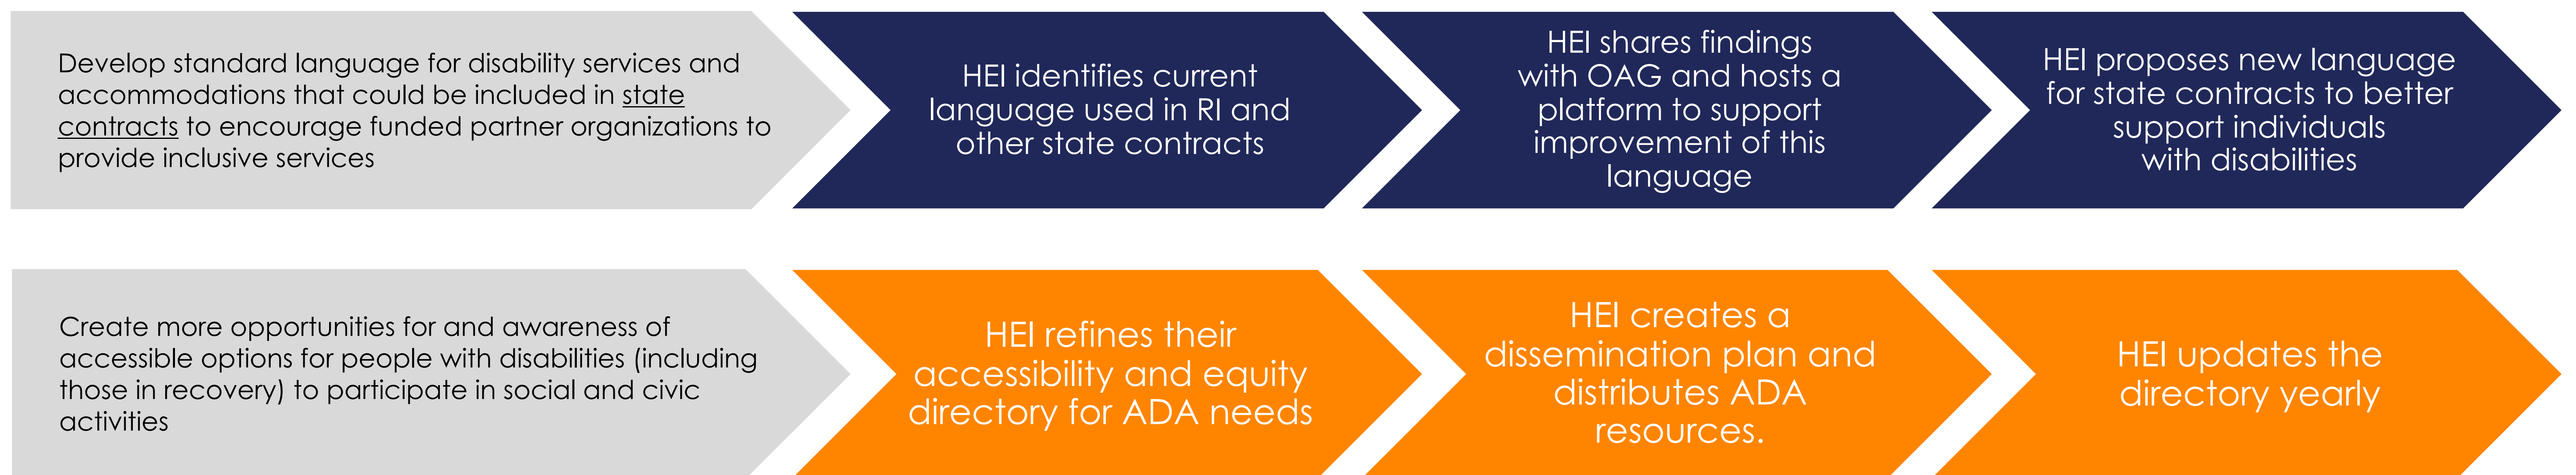 Develop standard language for disability services and
accommodations that could be included in state
contracts to encourage funded partner organizations to
provide inclusive services
HEI identifies current
language used in RI and
other state contracts
HEI shares findings
with OAG and hosts a
platform to support
improvement of this
language
HEI proposes new language
for state contracts to better
support individuals
with disabilities
Create more opportunities for and awareness of
accessible options for people with disabilities (including
those in recovery) to participate in social and civic
activities
HEI refines their
accessibility and equity
directory for ADA needs
HEI creates a
dissemination plan and
distributes ADA
resources.
HEI updates the
directory yearly